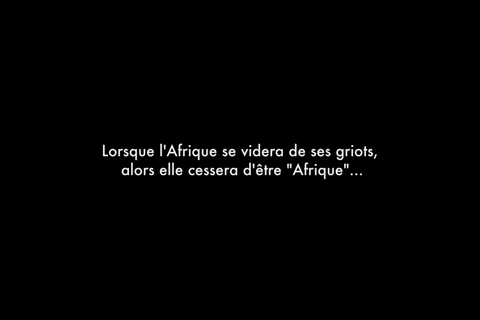 Lorsque l'Afrique se videra de ses griots,
alors elle cessera d'être "Afrique"...